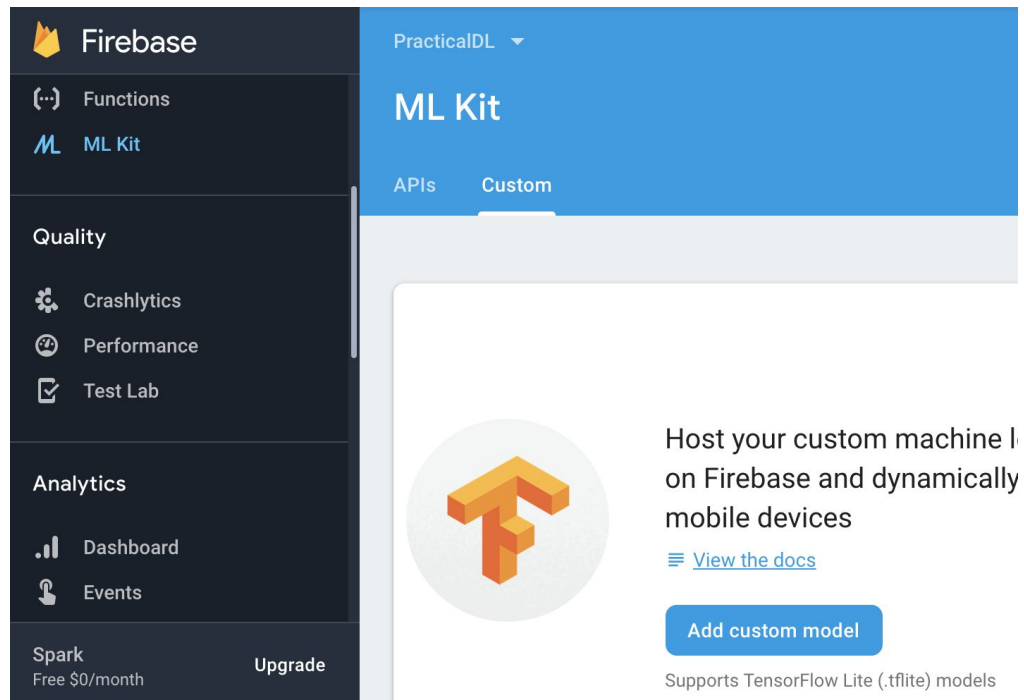 Firebase
Functions
ML Kit
Quality
Crashlytics
Performance
Test Lab
Analytics
Dashboard
Events
Spark
Free $0/month
Upgrade
PracticalDL
ML Kit
APIs
Custom
Host your custom machine
on Firebase and dynamically
mobile devices
View the docs
Add custom model
Supports TensorFlow Lite (.tflite) models